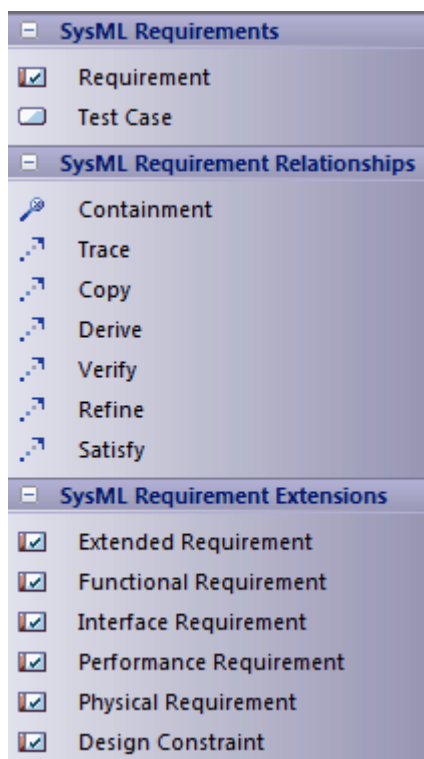 SysML Requirements
Requirement
Test Case
SysML Requirement Relationships
Containment
Trace
Copy
Derive
Verify
Refine
Satisfy
SysML Requirement Extensions
Extended Requirement
Functional Requirement
Interface Requirement
Performance Requirement
Physical Requirement
Design Constraint